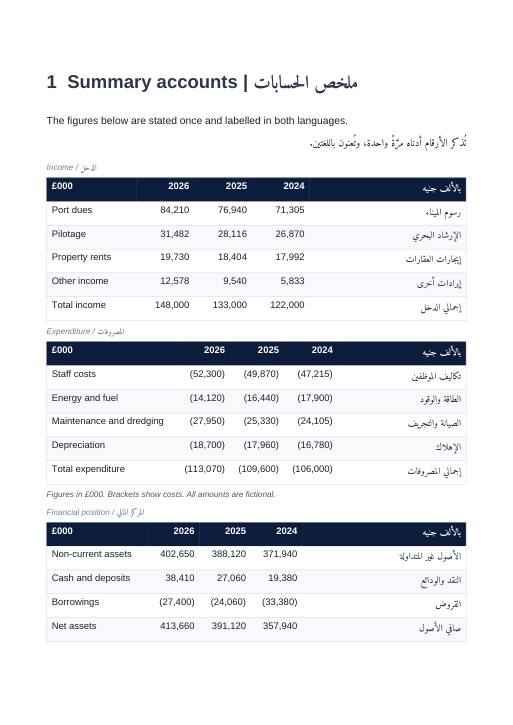 1 Summary accounts | ملخص الحسابات
The figures below are stated once and labelled in both languages.
تُذكر الأرقام أدناه مرّةً واحدة، وتُعنون باللغتين.
Income / الدخل
£000 2026 2025 2024 بالألف جنيه
Port dues 84,210 76,940 71,305 رسوم الميناء
Pilotage 31,482 28,116 26,870 الإرشاد البحري
Property rents 19,730 18,404 17,992 إيجارات العقارات
Other income 12,578 9,540 5,833 إيرادات أخرى
Total income 148,000 133,000 122,000 إجمالي الدخل
Expenditure / المصروفات
£000 2026 2025 2024 بالألف جنيه
Staff costs (52,300) (49,870) (47,215) تكاليف الموظفين
Energy and fuel (14,120) (16,440) (17,900) الطاقة والوقود
Maintenance and dredging (27,950) (25,330) (24,105) الصيانة والتجريف
Depreciation (18,700) (17,960) (16,780) الإهلاك
Total expenditure (113,070) (109,600) (106,000) إجمالي المصروفات
Figures in £000. Brackets show costs. All amounts are fictional.
Financial position / المركز المالي
£000 2026 2025 2024 بالألف جنيه
Non-current assets 402,650 388,120 371,940 الأصول غير المتداولة
Cash and deposits 38,410 27,060 19,380 النقد والودائع
Borrowings (27,400) (24,060) (33,380) القروض
Net assets 413,660 391,120 357,940 صافي الأصول